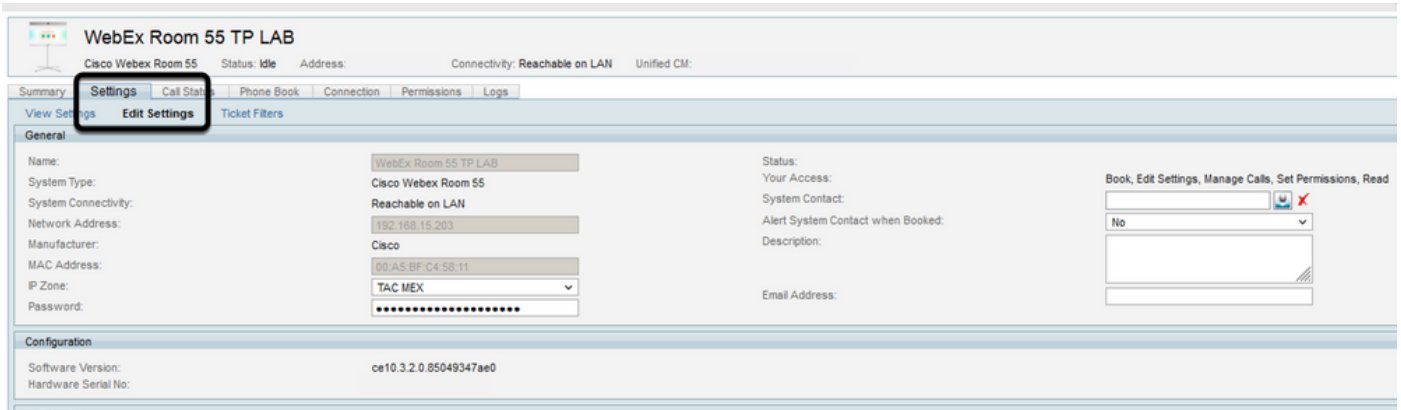 WebEx Room 55 TP LAB
Cisco Webex Room 55 Status: Idle Address: Connectivity: Reachable on LAN Unified CM:
Summary Settings Call Status Phone Book Connection Permissions Logs
View Settings Edit Settings Ticket Filters
General
Name: WebEx Room 55 TP LAB
System Type: Cisco Webex Room 55
System Connectivity: Reachable on LAN
Network Address: 192.168.15.203
Manufacturer: Cisco
MAC Address: 00:A5:BF:C4:58:11
IP Zone: TAC MEX
Password: ••••••••••••••••••••
Status:
Your Access: Book, Edit Settings, Manage Calls, Set Permissions, Read
System Contact:
Alert System Contact when Booked: No
Description:
Email Address:
Configuration
Software Version: ce10.3.2.0.85049347ae0
Hardware Serial No: